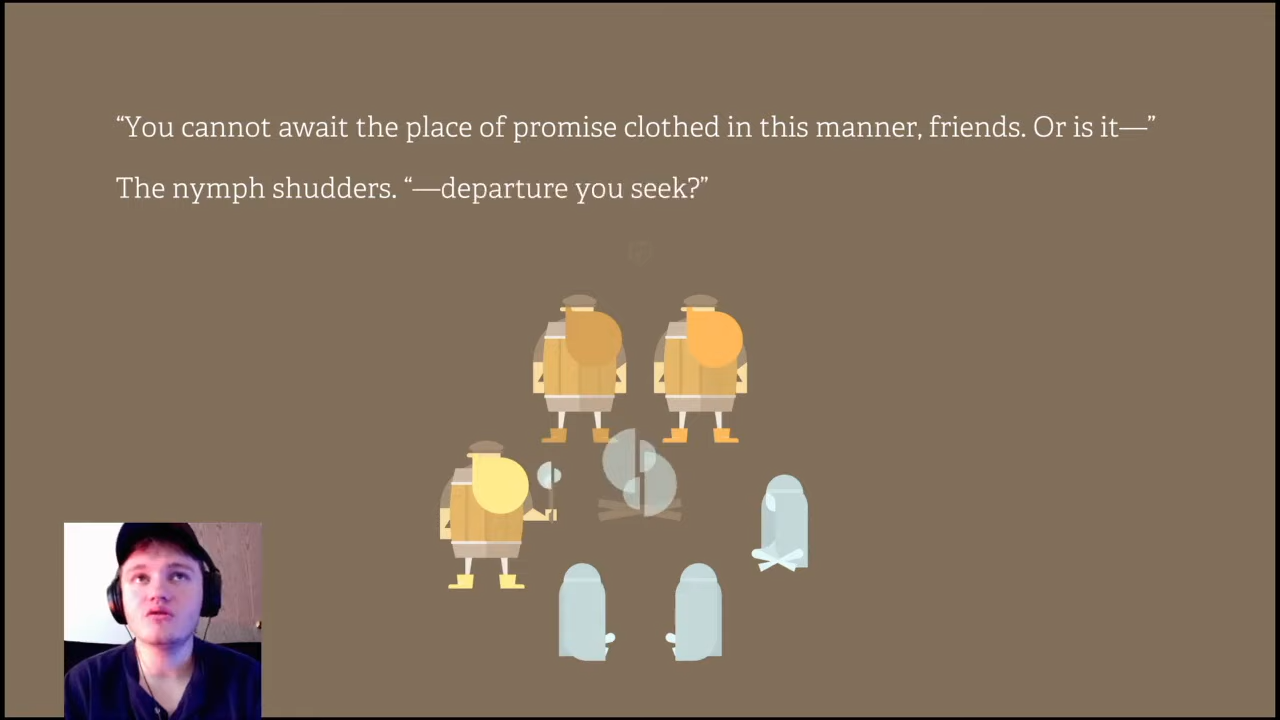 “You cannot await the place of promise clothed in this manner, friends. Or is it—”
The nymph shudders. “—departure you seek?”